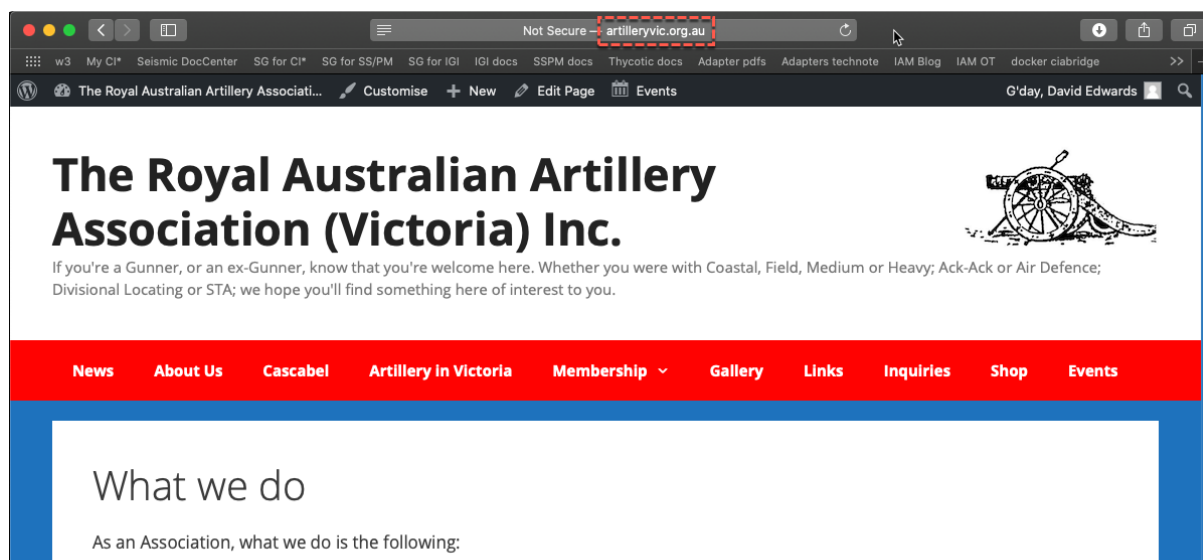 Not Secure — artilleryvic.org.au
w3 My CI* Seismic DocCenter SG for CI* SG for SS/PM SG for IGI IGI docs SSPM docs Thycotic docs Adapter pdfs Adapters technote IAM Blog IAM OT docker ciabridge >>
The Royal Australian Artillery Associati... Customise New Edit Page Events G'day, David Edwards
The Royal Australian Artillery
Association (Victoria) Inc.
If you're a Gunner, or an ex-Gunner, know that you're welcome here. Whether you were with Coastal, Field, Medium or Heavy; Ack-Ack or Air Defence;
Divisional Locating or STA; we hope you'll find something here of interest to you.
News About Us Cascabel Artillery in Victoria Membership Gallery Links Inquiries Shop Events
What we do
As an Association, what we do is the following: